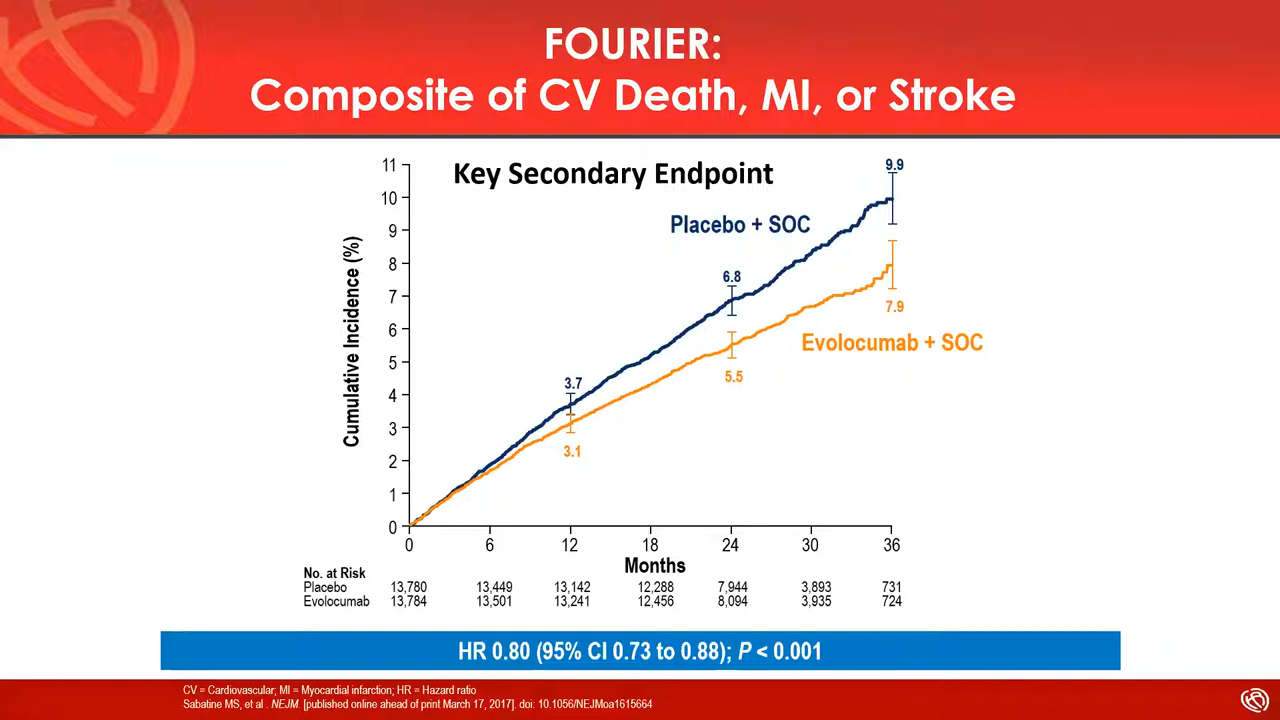 FOURIER:
Composite of CV Death, MI, or Stroke
Key Secondary Endpoint
Cumulative Incidence (%)
11
10
9
8
7
6
5
4
3
2
1
0
Placebo + SOC
Evolocumab + SOC
9.9
6.8
3.7
7.9
5.5
3.1
0 6 12 18 24 30 36
Months
No. at Risk
Placebo 13,780 13,449 13,142 12,288 7,944 3,893 731
Evolocumab 13,784 13,501 13,241 12,456 8,094 3,935 724
HR 0.80 (95% CI 0.73 to 0.88); P < 0.001
CV = Cardiovascular; MI = Myocardial infarction; HR = Hazard ratio
Sabatine MS, et al . NEJM. [published online ahead of print March 17, 2017]. doi: 10.1056/NEJMoa1615664